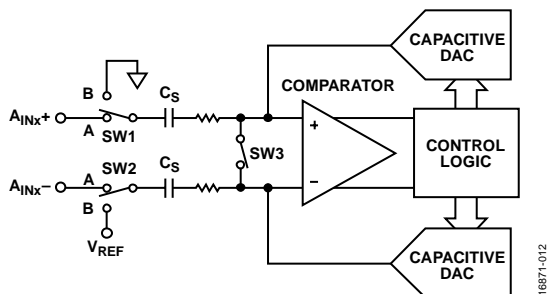 CAPACITIVE
DAC
COMPARATOR
B
CS
AINx+
A
SW1
+
SW3
CONTROL
LOGIC
SW2
CS
AINx−
A
−
B
VREF
CAPACITIVE
DAC
16871-012